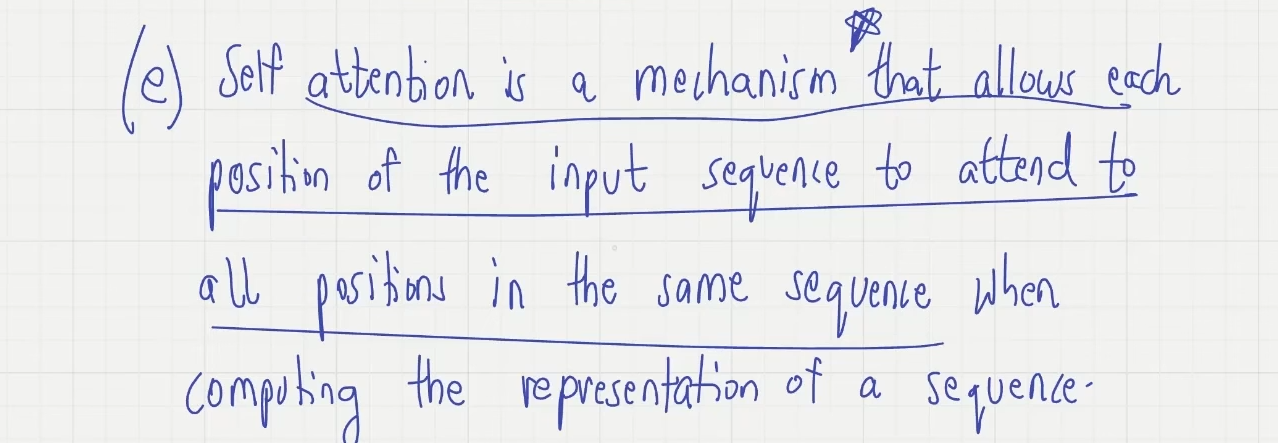 (e) Self attention is a mechanism that allows each
position of the input sequence to attend to
all positions in the same sequence when
computing the representation of a sequence.